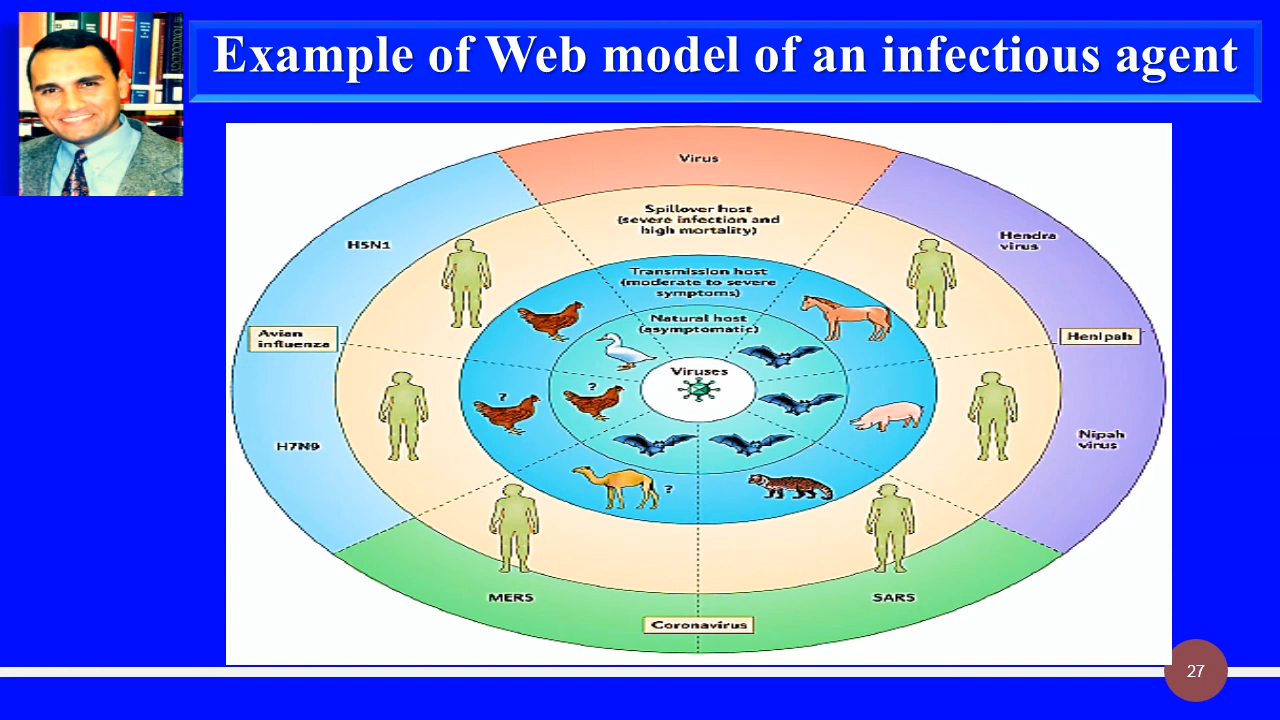 Example of Web model of an infectious agent
Virus
Spillover host
(severe infection and
high mortality)
Transmission host
(moderate to severe
symptoms)
Natural host
(asymptomatic)
Viruses
H5N1
Hendra
virus
Avian
influenza
Henipah
?
?
H7N9
Nipah
virus
?
MERS
SARS
Coronavirus
27